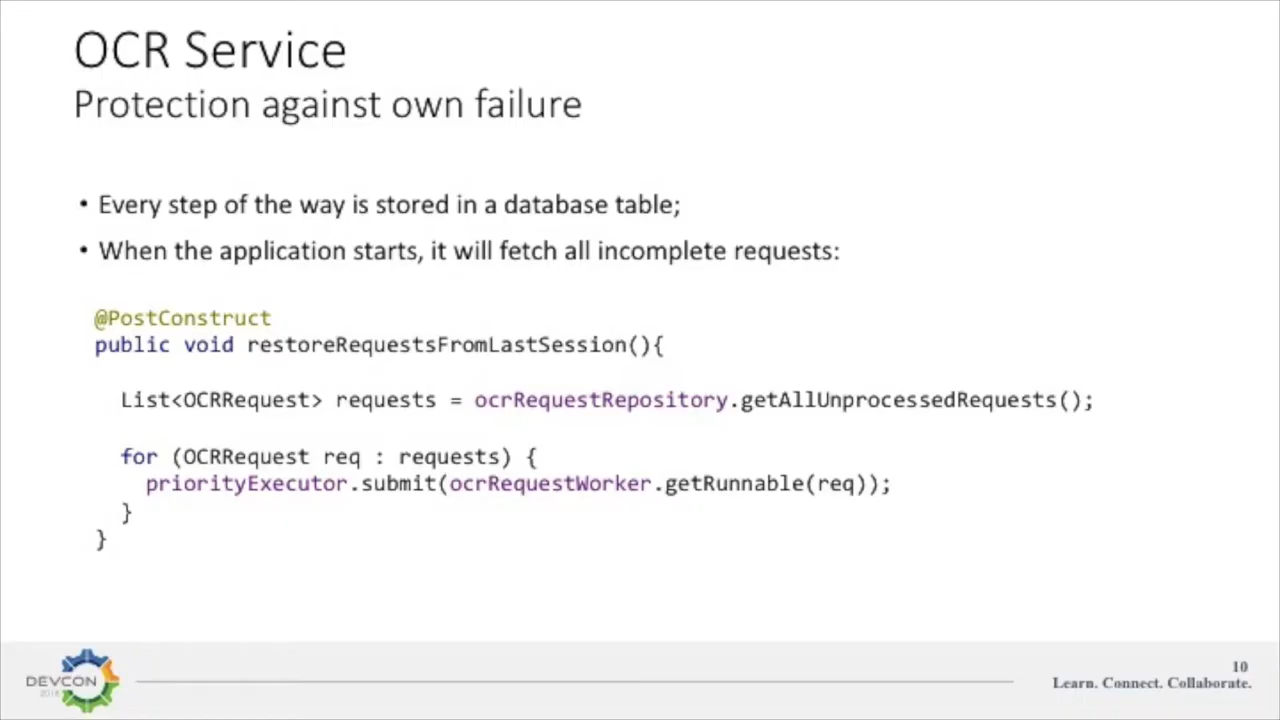 OCR Service
Protection against own failure
• Every step of the way is stored in a database table;
• When the application starts, it will fetch all incomplete requests:
@PostConstruct
public void restoreRequestsFromLastSession(){
List<OCRRequest> requests = ocrRequestRepository.getAllUnprocessedRequests();
for (OCRRequest req : requests) {
priorityExecutor.submit(ocrRequestWorker.getRunnable(req));
}
}
DEVCON
10
Learn. Connect. Collaborate.